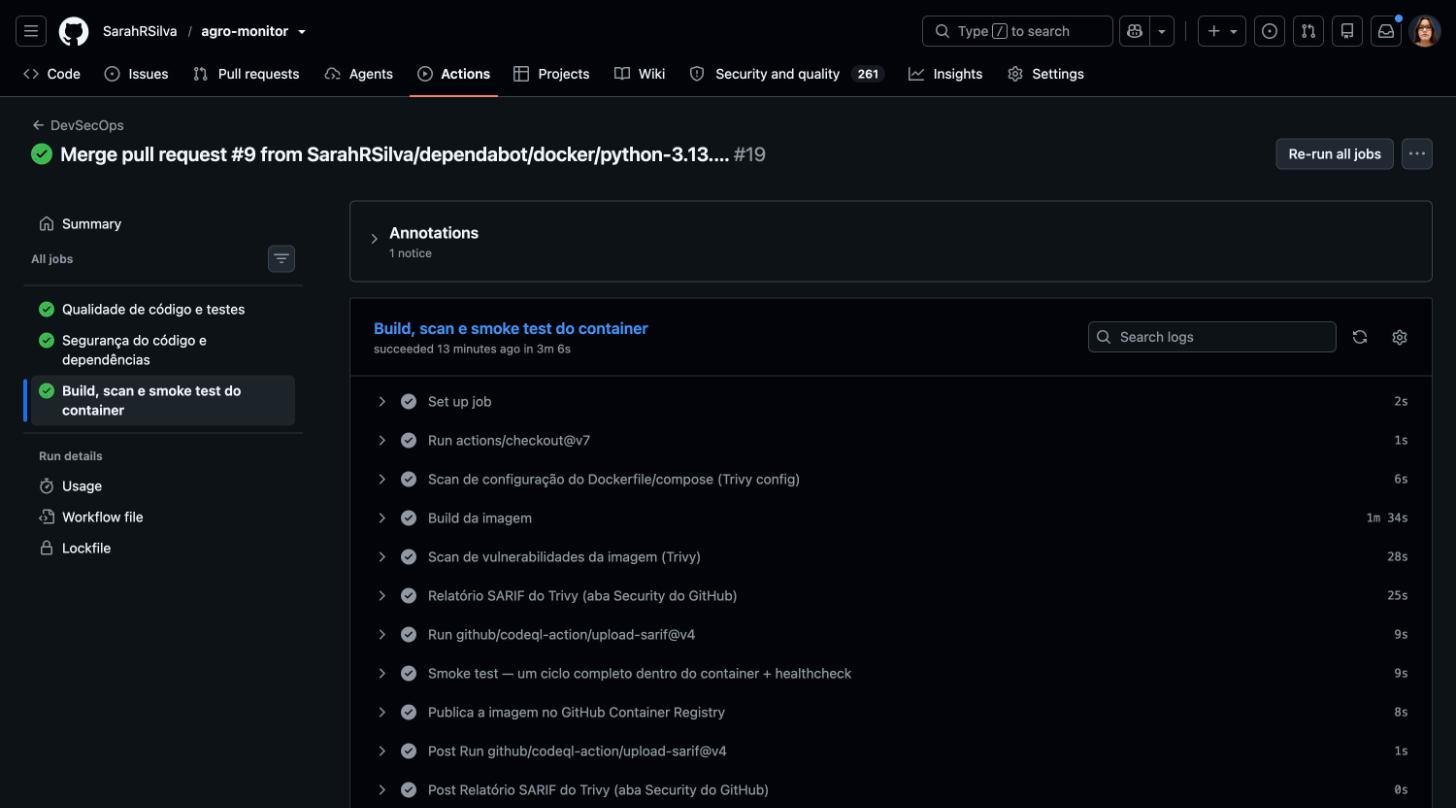 SarahRSilva / agro-monitor
Type / to search
Code
Issues
Pull requests
Agents
Actions
Projects
Wiki
Security and quality 261
Insights
Settings
DevSecOps
Merge pull request #9 from SarahRSilva/dependabot/docker/python-3.13.... #19
Re-run all jobs
Summary
All jobs
Qualidade de código e testes
Segurança do código e
dependências
Build, scan e smoke test do
container
Run details
Usage
Workflow file
Lockfile
Annotations
1 notice
Build, scan e smoke test do container
succeeded 13 minutes ago in 3m 6s
Search logs
Set up job 2s
Run actions/checkout@v7 1s
Scan de configuração do Dockerfile/compose (Trivy config) 6s
Build da imagem 1m 34s
Scan de vulnerabilidades da imagem (Trivy) 28s
Relatório SARIF do Trivy (aba Security do GitHub) 25s
Run github/codeql-action/upload-sarif@v4 9s
Smoke test — um ciclo completo dentro do container + healthcheck 9s
Publica a imagem no GitHub Container Registry 8s
Post Run github/codeql-action/upload-sarif@v4 1s
Post Relatório SARIF do Trivy (aba Security do GitHub) 0s